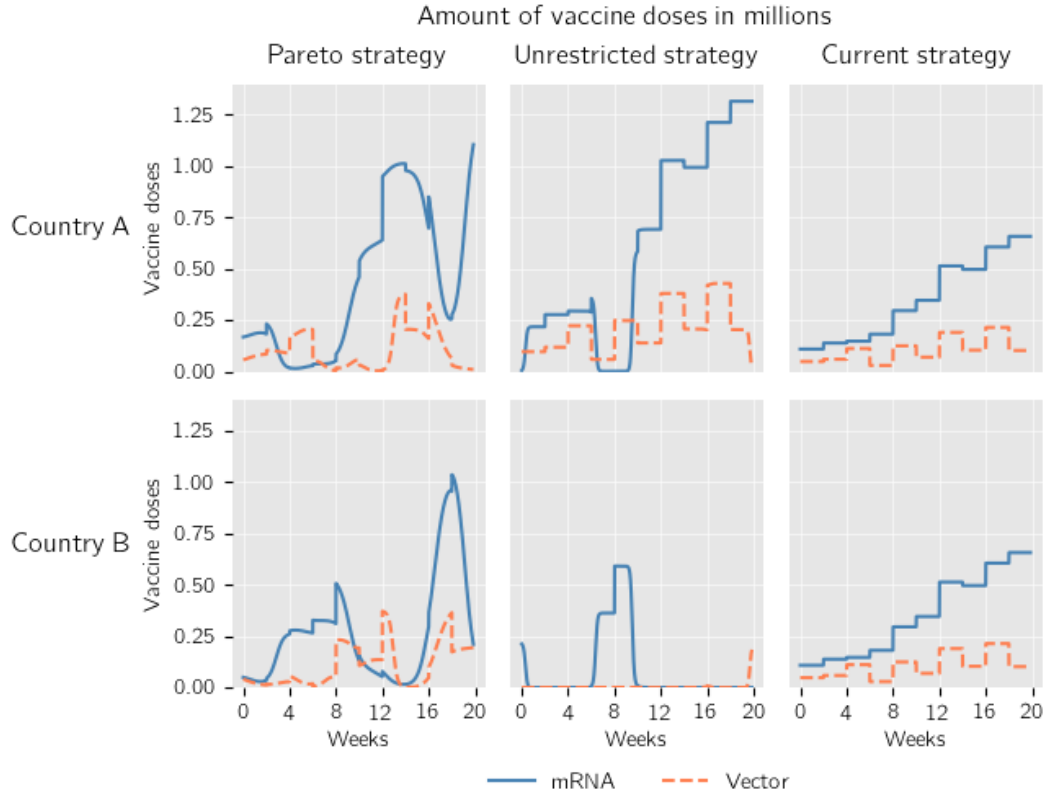 Amount of vaccine doses in millions
Pareto strategy
Unrestricted strategy
Current strategy
Country A
Vaccine doses
1.25
1.00
0.75
0.50
0.25
0.00
Country B
Vaccine doses
1.25
1.00
0.75
0.50
0.25
0.00
0 4 8 12 16 20
0 4 8 12 16 20
0 4 8 12 16 20
Weeks
Weeks
Weeks
mRNA
Vector